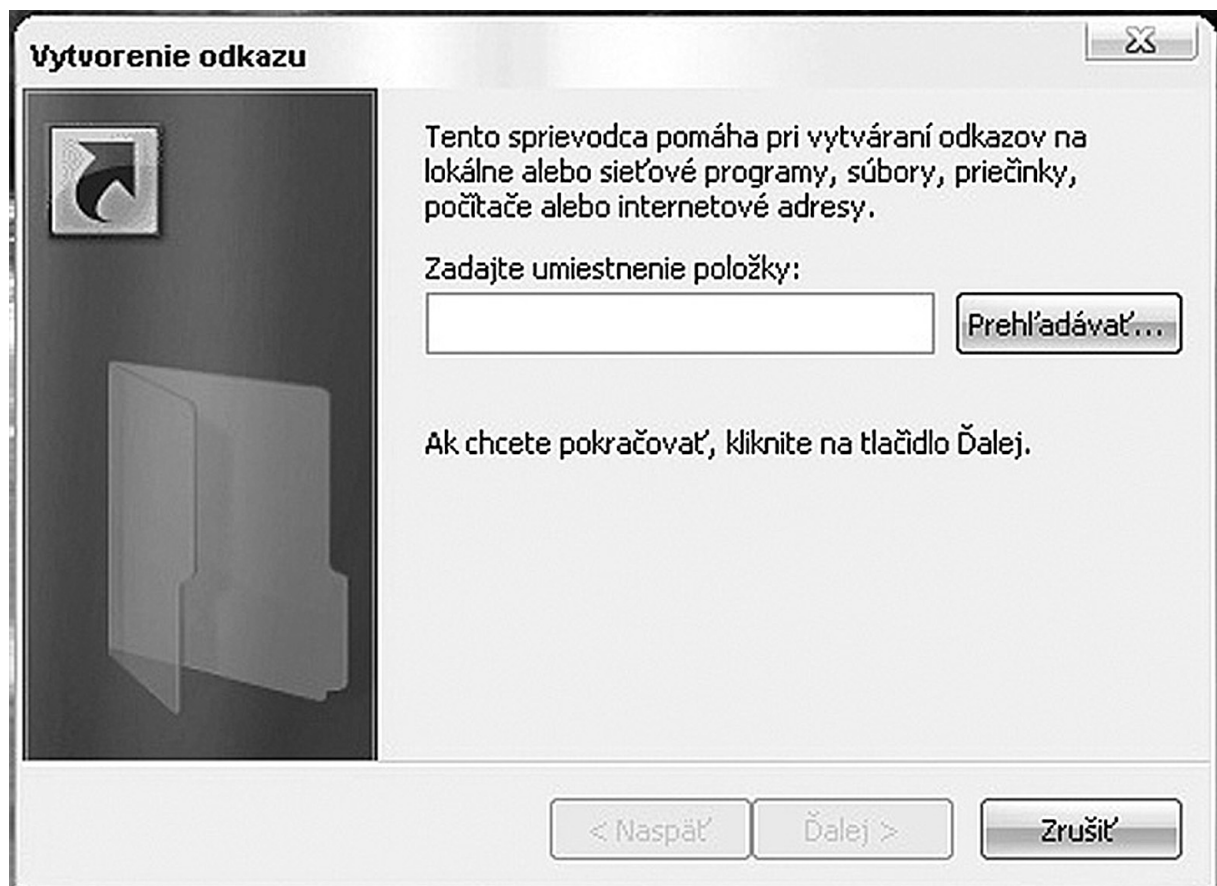 Vytvorenie odkazu
Tento sprievodca pomáha pri vytváraní odkazov na
lokálne alebo sieťové programy, súbory, priečinky,
počítače alebo internetové adresy.
Zadajte umiestnenie položky:
Prehľadávať...
Ak chcete pokračovať, kliknite na tlačidlo Ďalej.
< Naspäť
Ďalej >
Zrušiť